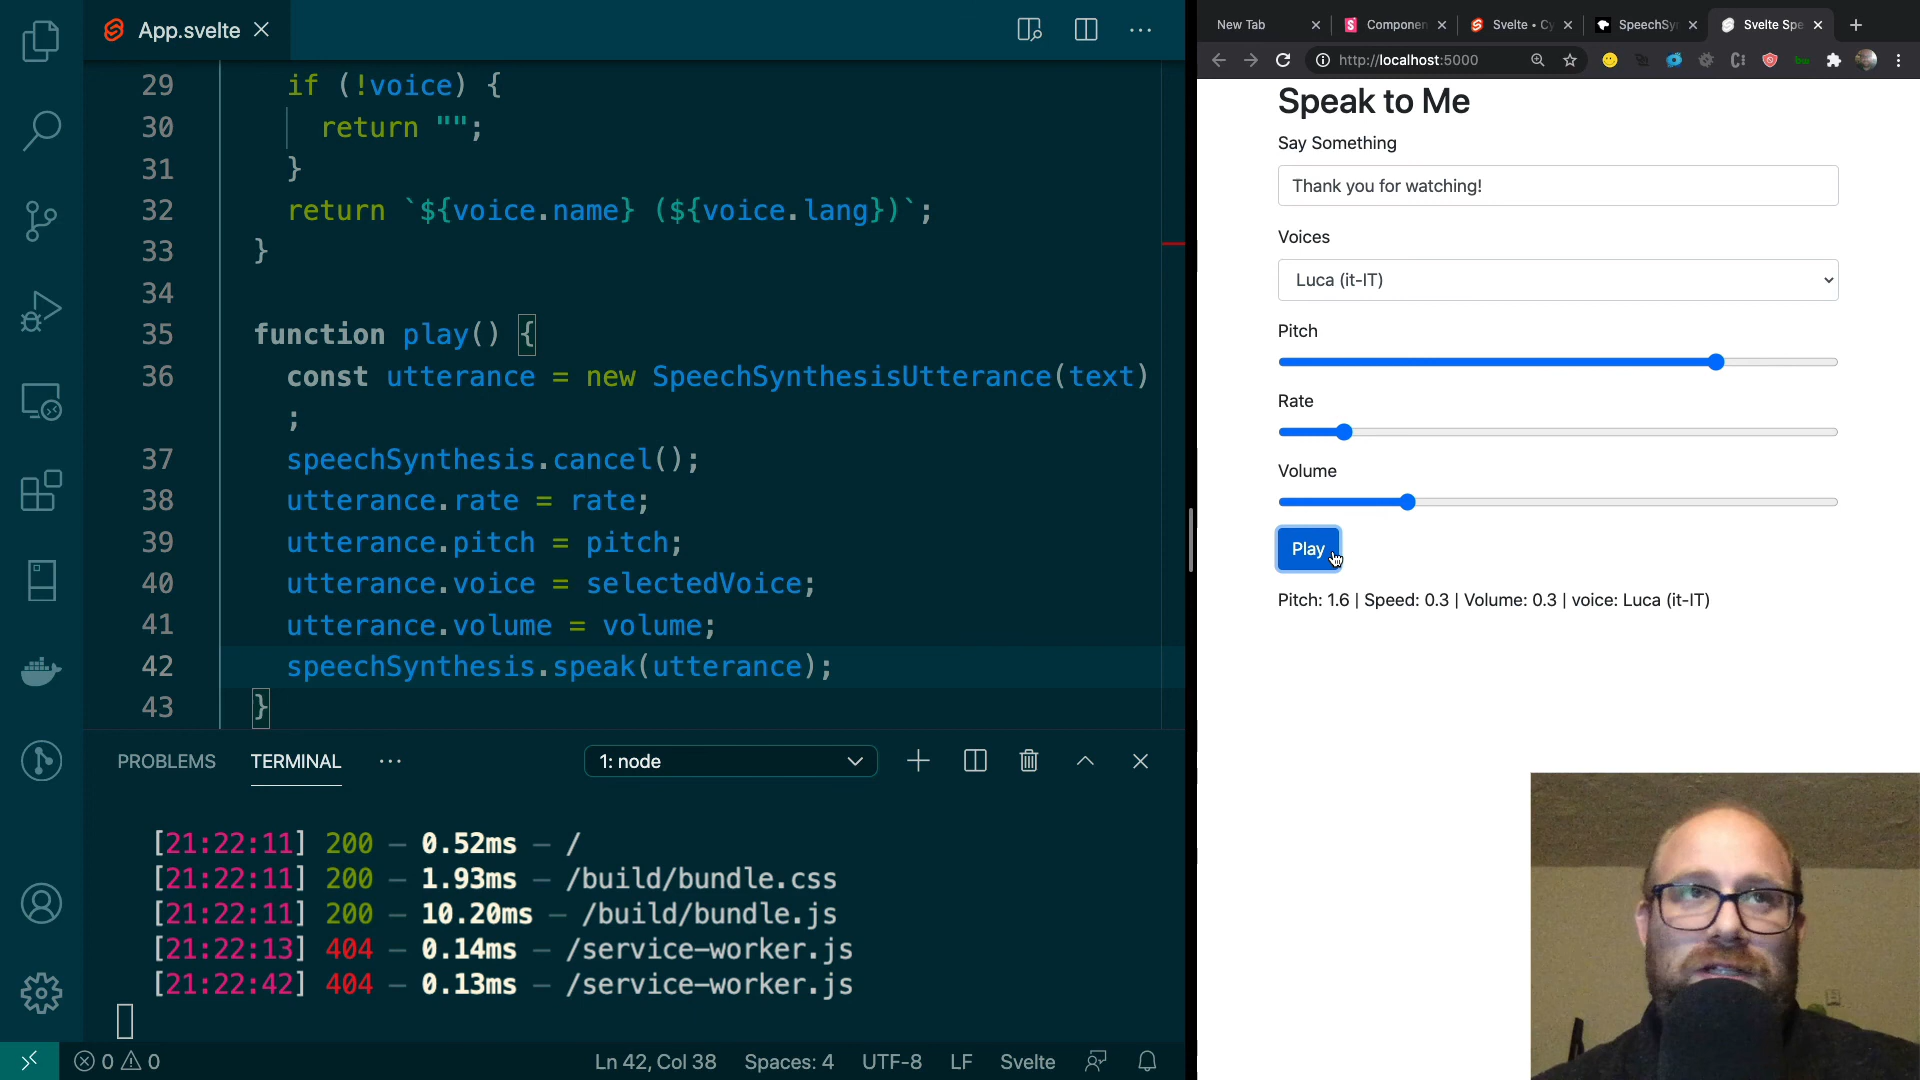 App.svelte
29 if (!voice) {
30 return "";
31 }
32 return `${voice.name} (${voice.lang})`;
33 }
34
35 function play() {
36 const utterance = new SpeechSynthesisUtterance(text)
;
37 speechSynthesis.cancel();
38 utterance.rate = rate;
39 utterance.pitch = pitch;
40 utterance.voice = selectedVoice;
41 utterance.volume = volume;
42 speechSynthesis.speak(utterance);
43 }
PROBLEMS TERMINAL ··· 1: node
[21:22:11] 200 — 0.52ms — /
[21:22:11] 200 — 1.93ms — /build/bundle.css
[21:22:11] 200 — 10.20ms — /build/bundle.js
[21:22:13] 404 — 0.14ms — /service-worker.js
[21:22:42] 404 — 0.13ms — /service-worker.js
0 0 Ln 42, Col 38 Spaces: 4 UTF-8 LF Svelte
New Tab Componen Svelte • Cy SpeechSy Svelte Spe
http://localhost:5000
Speak to Me
Say Something
Thank you for watching!
Voices
Luca (it-IT)
Pitch
Rate
Volume
Play
Pitch: 1.6 | Speed: 0.3 | Volume: 0.3 | voice: Luca (it-IT)